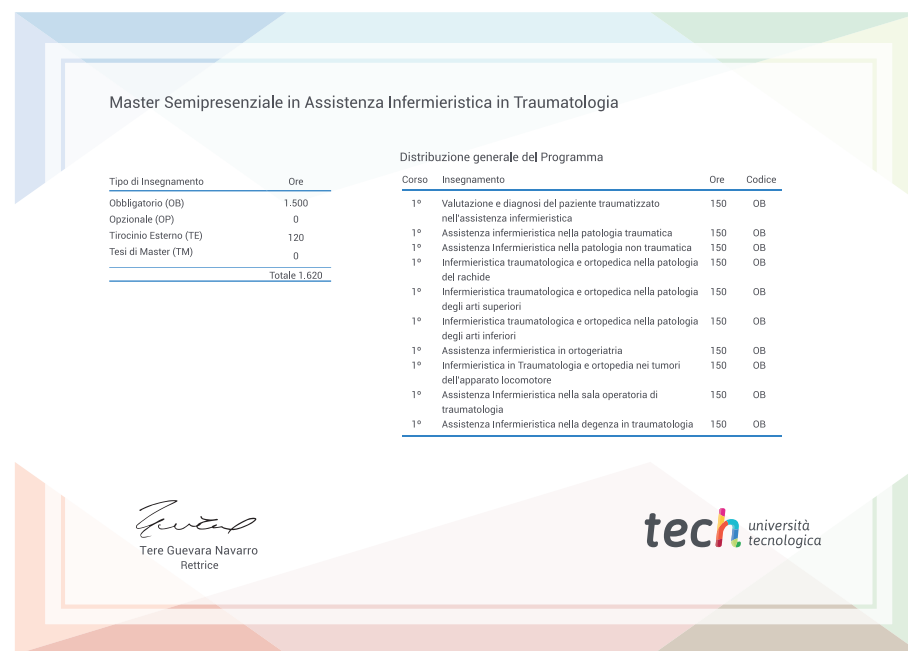 Master Semipresenziale in Assistenza Infermieristica in Traumatologia
Tipo di Insegnamento Ore
Obbligatorio (OB) 1.500
Opzionale (OP) 0
Tirocinio Esterno (TE) 120
Tesi di Master (TM) 0
Totale 1.620
Distribuzione generale del Programma
Corso Insegnamento Ore Codice
1º Valutazione e diagnosi del paziente traumatizzato 150 OB
nell'assistenza infermieristica
1º Assistenza infermieristica nella patologia traumatica 150 OB
1º Assistenza Infermieristica nella patologia non traumatica 150 OB
1º Infermieristica traumatologica e ortopedica nella patologia 150 OB
del rachide
1º Infermieristica traumatologica e ortopedica nella patologia 150 OB
degli arti superiori
1º Infermieristica traumatologica e ortopedica nella patologia 150 OB
degli arti inferiori
1º Assistenza infermieristica in ortogeriatria 150 OB
1º Infermieristica in Traumatologia e ortopedia nei tumori 150 OB
dell'apparato locomotore
1º Assistenza Infermieristica nella sala operatoria di 150 OB
traumatologia
1º Assistenza Infermieristica nella degenza in traumatologia 150 OB
Tere Guevara Navarro
Rettrice
tech università
tecnologica